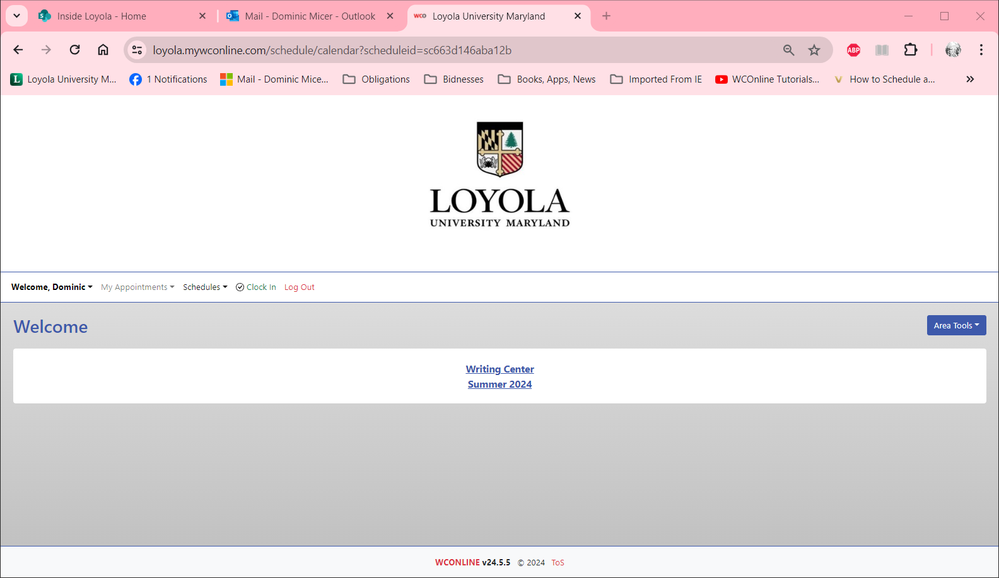 Inside Loyola - Home
Mail - Dominic Micer - Outlook
WCO Loyola University Maryland
loyola.mywconline.com/schedule/calendar?scheduleid=sc663d146aba12b
ABP
L Loyola University M...
1 Notifications
Mail - Dominic Mice...
Obligations
Bidnesses
Books, Apps, News
Imported From IE
WCOnline Tutorials...
How to Schedule a...
LOYOLA
UNIVERSITY MARYLAND
Welcome, Dominic My Appointments Schedules Clock In Log Out
Welcome
Area Tools
Writing Center
Summer 2024
WCONLINE v24.5.5 © 2024 ToS